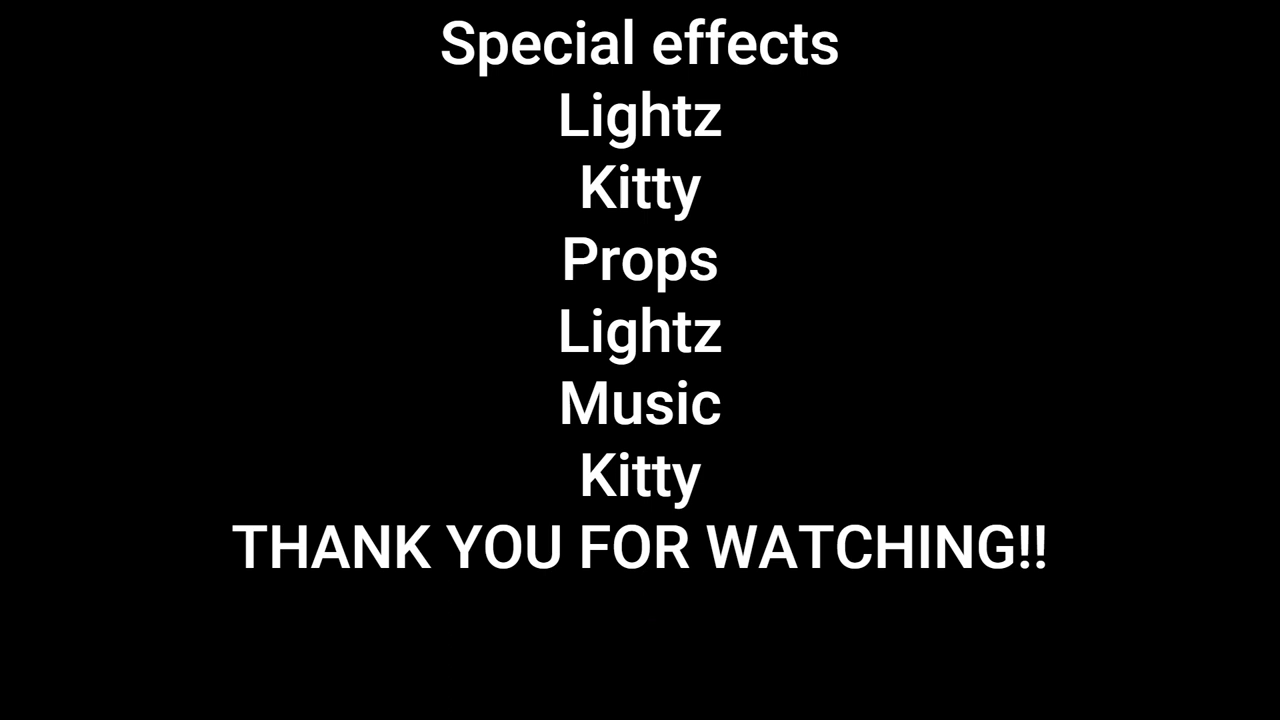 Special effects
Lightz
Kitty
Props
Lightz
Music
Kitty
THANK YOU FOR WATCHING!!